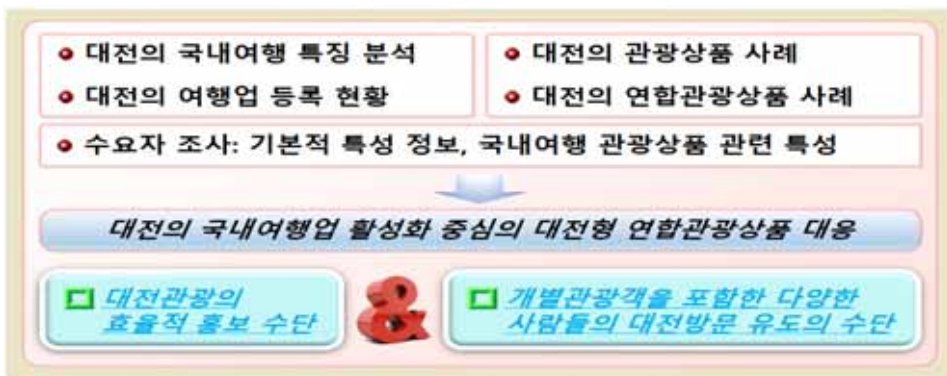 대전의 국내여행 특징 분석
대전의 여행업 등록 현황
대전의 관광상품 사례
대전의 연합관광상품 사례
수요자 조사: 기본적 특성 정보, 국내여행 관광상품 관련 특성
대전의 국내여행업 활성화 중심의 대전형 연합관광상품 대응
대전관광의
효율적 홍보 수단
&
개별관광객을 포함한 다양한
사람들의 대전방문 유도의 수단